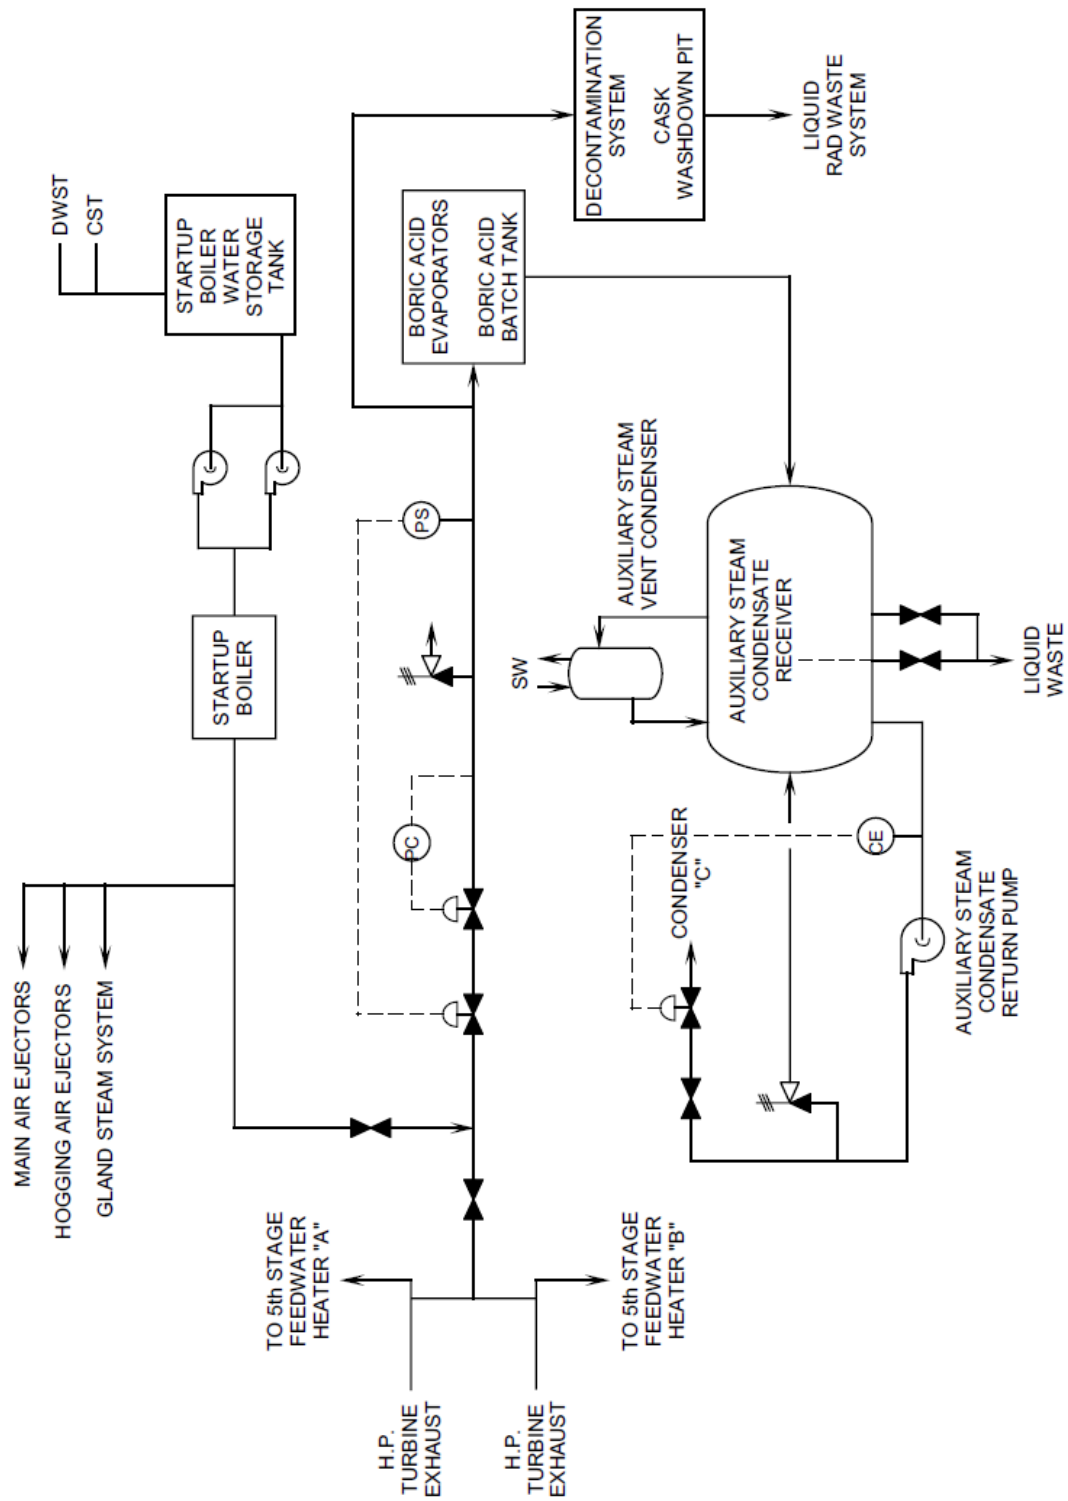 MAIN AIR EJECTORS
HOGGING AIR EJECTORS
GLAND STEAM SYSTEM
DWST
CST
STARTUP
BOILER
WATER
STORAGE
TANK
STARTUP
BOILER
DECONTAMINATION
SYSTEM
CASK
WASHDOWN PIT
LIQUID
RAD WASTE
SYSTEM
BORIC ACID
EVAPORATORS
BORIC ACID
BATCH TANK
PS
PC
TO 5th STAGE
FEEDWATER
HEATER "A"
H.P.
TURBINE
EXHAUST
H.P.
TURBINE
EXHAUST
TO 5th STAGE
FEEDWATER
HEATER "B"
AUXILIARY STEAM
VENT CONDENSER
SW
AUXILIARY STEAM
CONDENSATE
RECEIVER
CONDENSER
"C"
CE
AUXILIARY STEAM
CONDENSATE
RETURN PUMP
LIQUID
WASTE